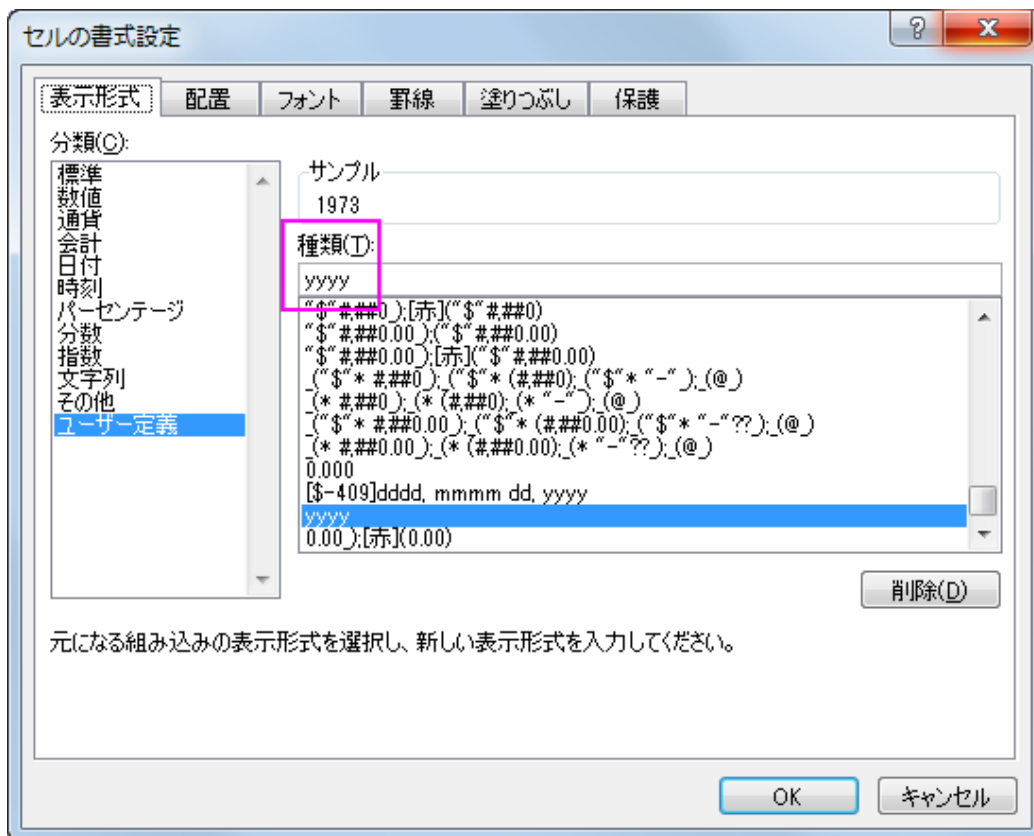 セルの書式設定
表示形式 配置 フォント 罫線 塗りつぶし 保護
分類(C):
標準
数値
通貨
会計
日付
時刻
パーセンテージ
分数
指数
文字列
その他
ユーザー定義
サンプル
1973
種類(T):
yyyy
"$"#,##0_);[赤]("$"#,##0)
"$"#,##0.00_);("$"#,##0.00)
"$"#,##0.00_);[赤]("$"#,##0.00)
_("$"* #,##0_);_("$"* (#,##0);_("$"* "-"_);_(@_)
_(* #,##0_);_(* (#,##0);_(* "-"_);_(@_)
_("$"* #,##0.00_);_("$"* (#,##0.00);_("$"* "-"??_);_(@_)
_(* #,##0.00_);_(* (#,##0.00);_(* "-"??_);_(@_)
0.000
[$-409]dddd, mmmm dd, yyyy
yyyy
0.00_);[赤](0.00)
削除(D)
元になる組み込みの表示形式を選択し、新しい表示形式を入力してください。
OK キャンセル